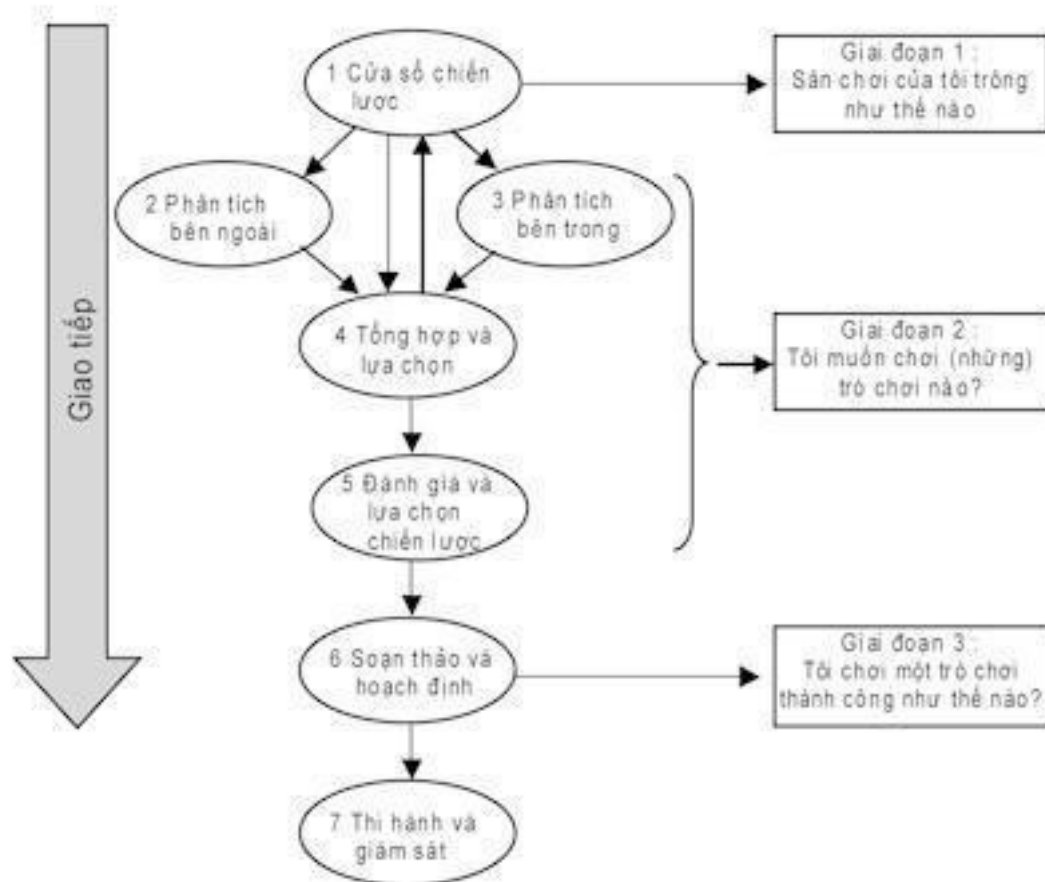 1 Cửa sổ chiến
lược
Giai đoạn 1 :
Sân chơi của tôi trông
như thế nào
2 Phân tích
bên ngoài
3 Phân tích
bên trong
4 Tổng hợp và
lựa chọn
Giai đoạn 2 :
Tôi muốn chơi (những)
trò chơi nào?
Giao tiếp
5 Đánh giá và
lựa chọn
chiến lược
6 Soạn thảo và
hoạch định
Giai đoạn 3 :
Tôi chơi một trò chơi
thành công như thế nào?
7 Thi hành và
giám sát